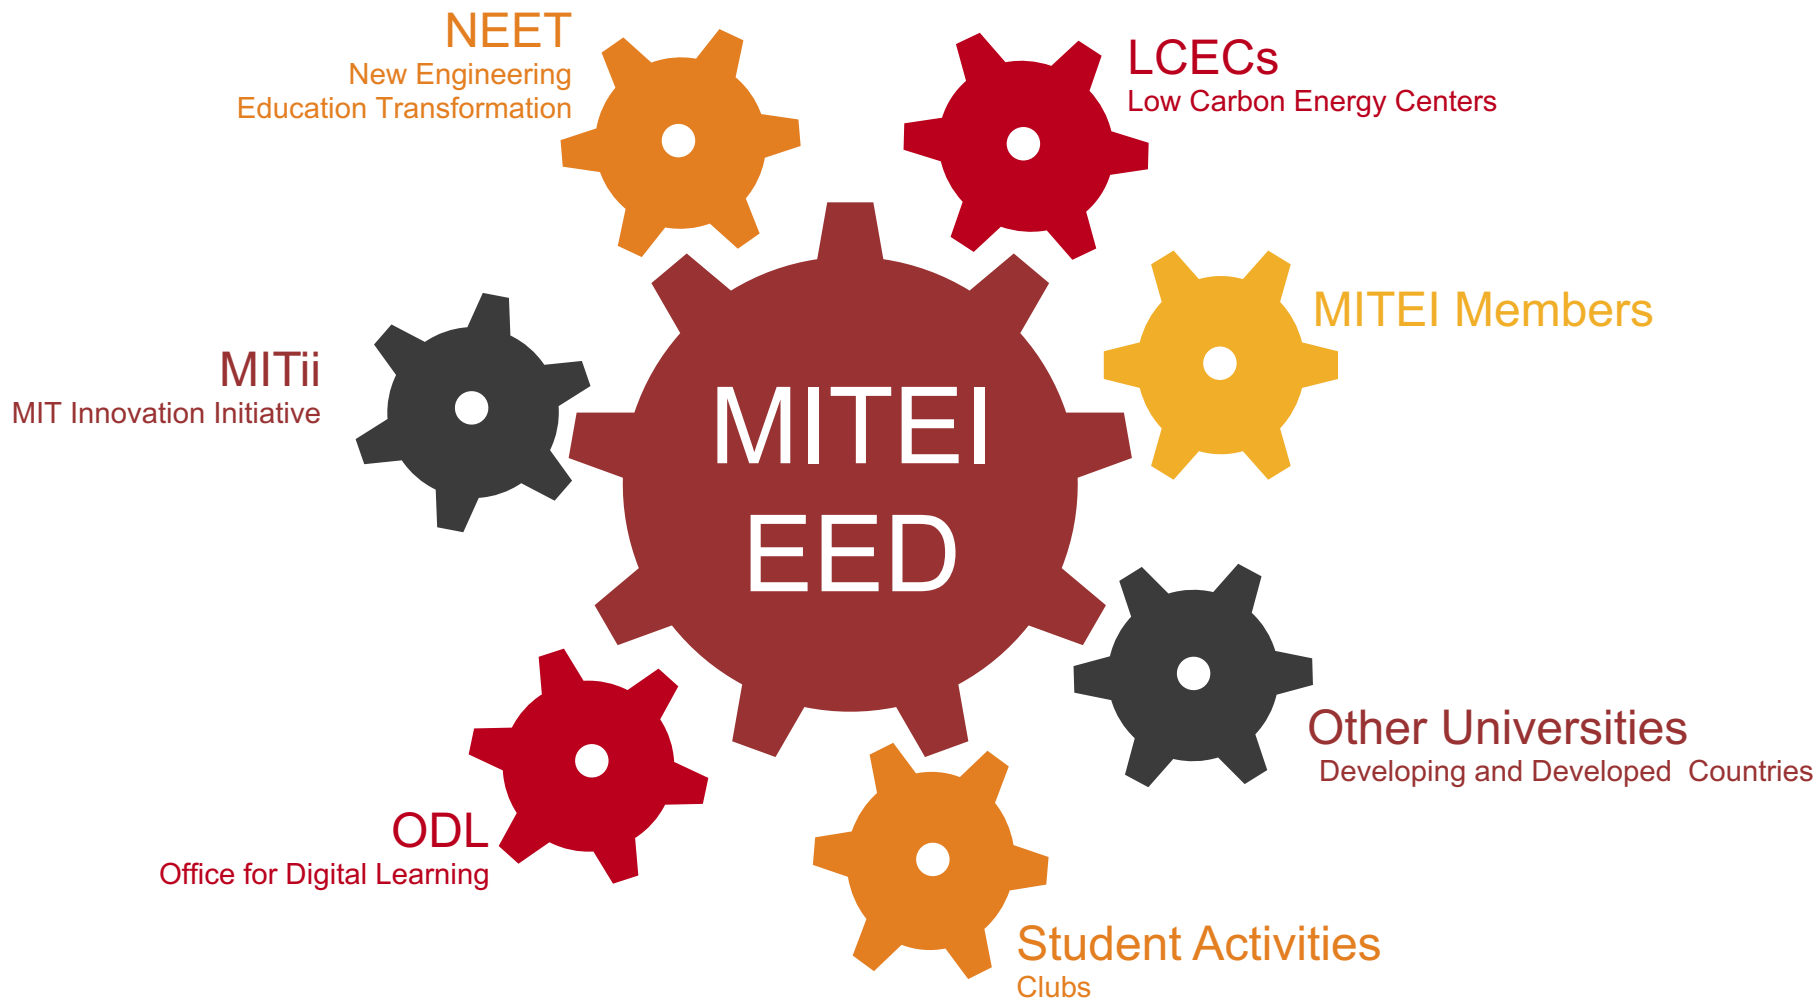 NEET
New Engineering
Education Transformation
LCECs
Low Carbon Energy Centers
MITEI Members
MITii
MIT Innovation Initiative
MITEI
EED
Other Universities
Developing and Developed  Countries
ODL
Office for Digital Learning
Student Activities
Clubs